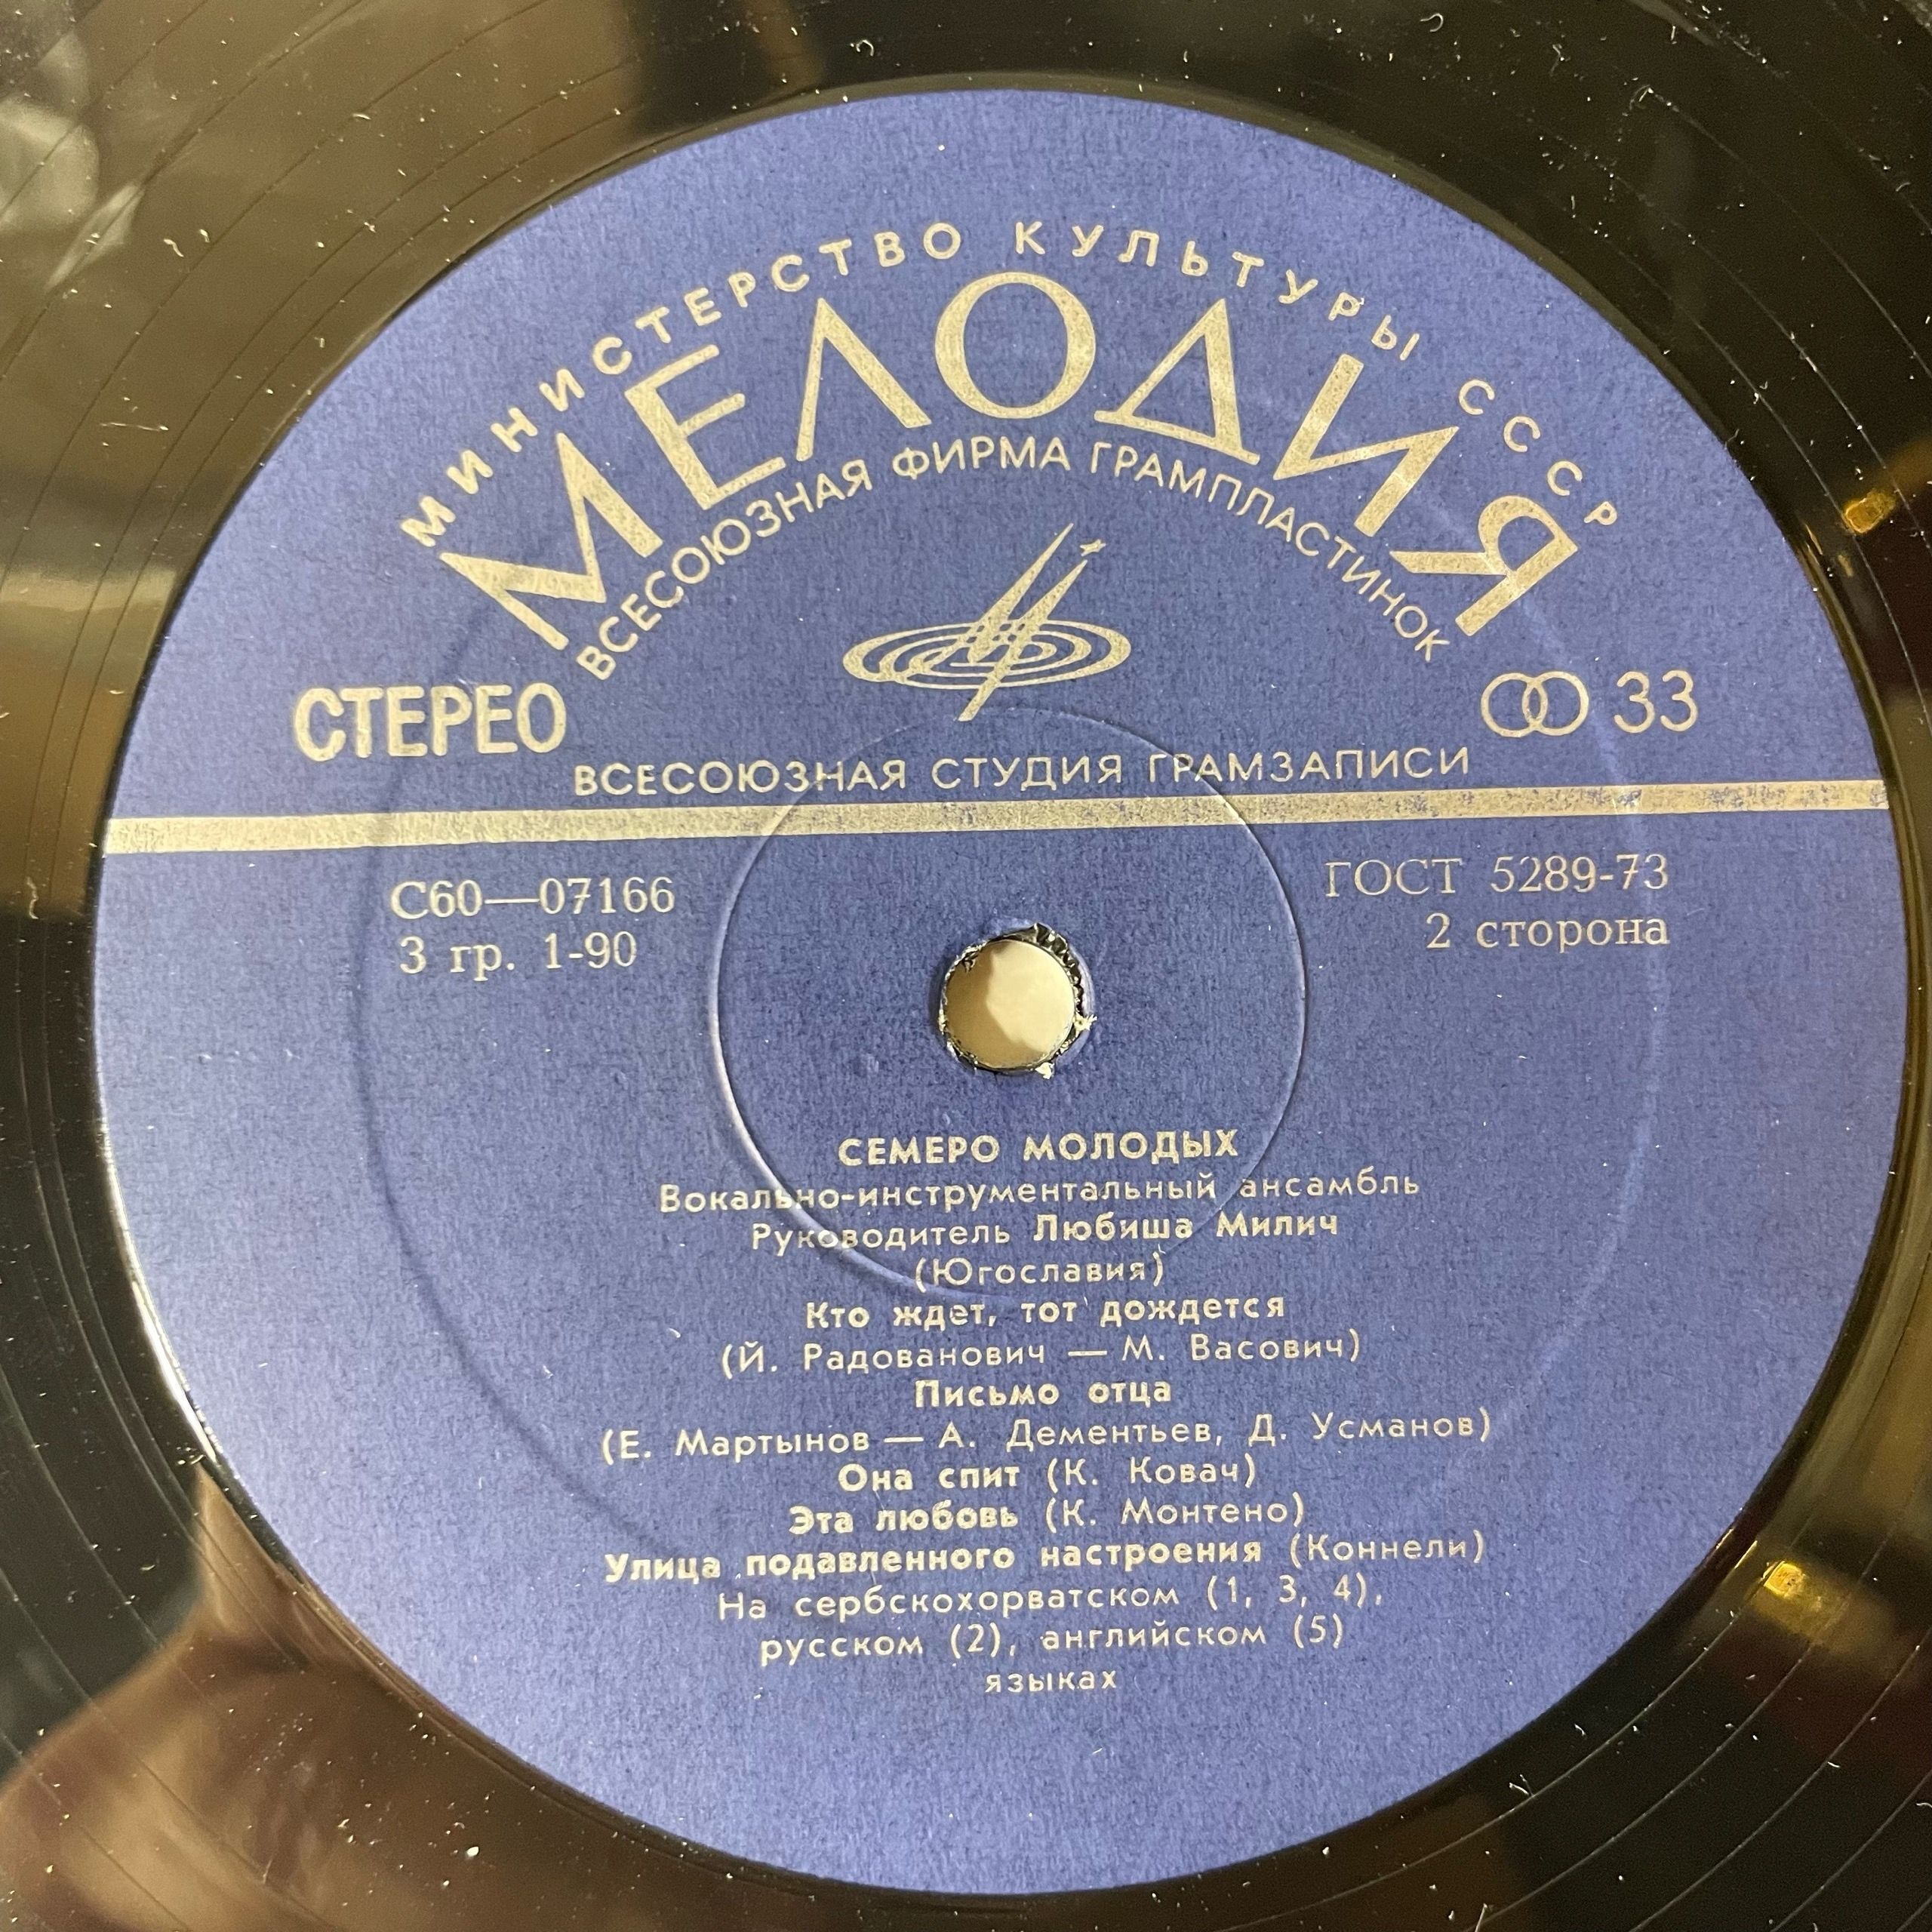 МИНИСТЕРСТВО КУЛЬТУРЫ СССР
МЕЛОДИЯ
ВСЕСОЮЗНАЯ ФИРМА ГРАМПЛАСТИНОК
СТЕРЕО
33
ВСЕСОЮЗНАЯ СТУДИЯ ГРАМЗАПИСИ
С60—07166
ГОСТ 5289-73
3 гр. 1-90
2 сторона
СЕМЕРО МОЛОДЫХ
Вокально-инструментальный ансамбль
Руководитель Любиша Милич
(Югославия)
Кто ждет, тот дождется
(Й. Радованович — М. Васович)
Письмо отца
(Е. Мартынов — А. Дементьев, Д. Усманов)
Она спит (К. Ковач)
Эта любовь (К. Монтено)
Улица подавленного настроения (Коннели)
На сербскохорватском (1, 3, 4),
русском (2), английском (5)
языках